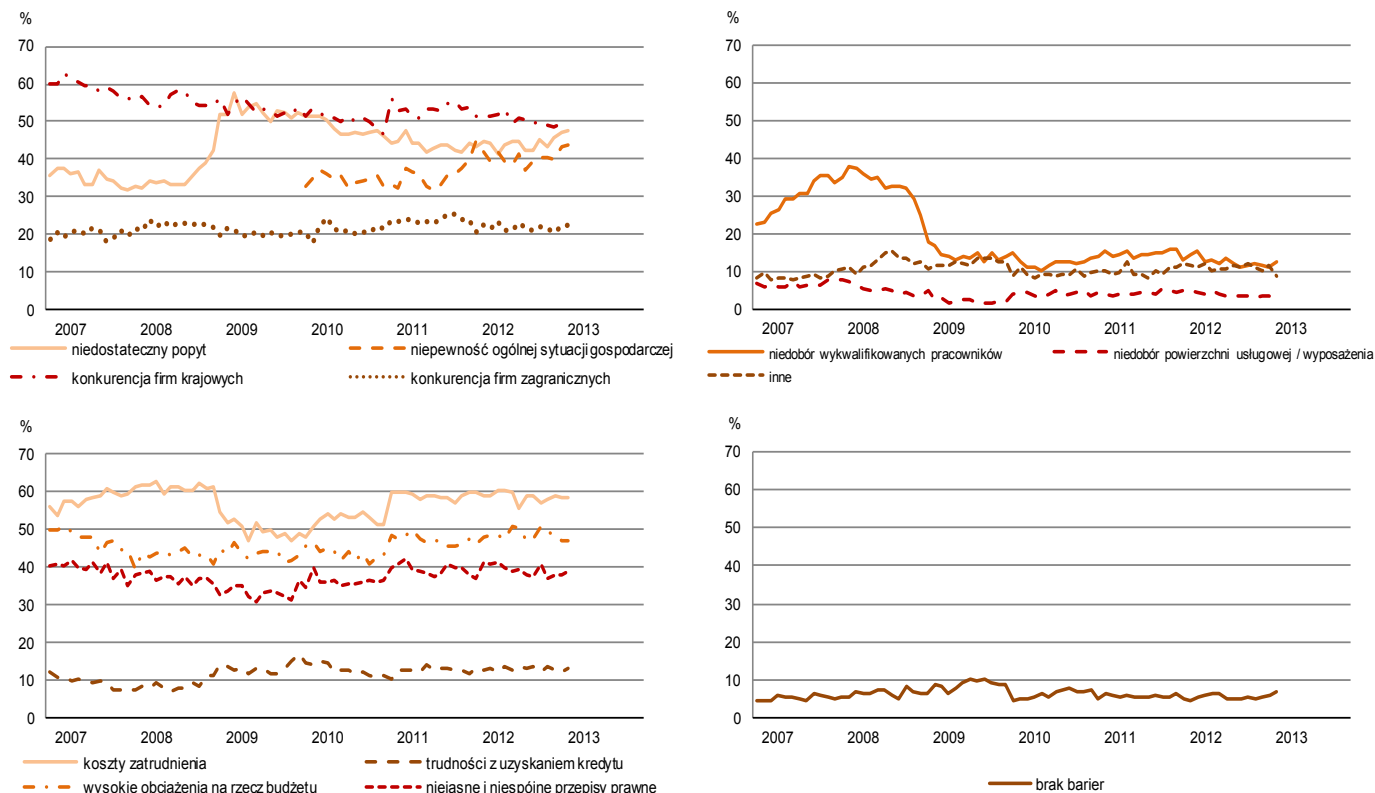 %
70
60
50
40
30
20
10
0
2007 2008 2009 2010 2011 2012 2013
niedostateczny popyt
niepewność ogólnej sytuacji gospodarczej
konkurencja firm krajowych
konkurencja firm zagranicznych
%
70
60
50
40
30
20
10
0
2007 2008 2009 2010 2011 2012 2013
niedobór wykwalifikowanych pracowników
niedobór powierzchni usługowej / wyposażenia
inne
%
70
60
50
40
30
20
10
0
2007 2008 2009 2010 2011 2012 2013
koszty zatrudnienia
trudności z uzyskaniem kredytu
wysokie obciążenia na rzecz budżetu
niejasne i niespójne przepisy prawne
%
70
60
50
40
30
20
10
0
2007 2008 2009 2010 2011 2012 2013
brak barier